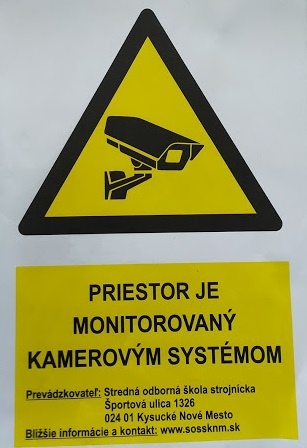 PRIESTOR JE
MONITOROVANÝ
KAMEROVÝM SYSTÉMOM
Prevádzkovateľ: Stredná odborná škola strojnícka
Športová ulica 1326
024 01 Kysucké Nové Mesto
Bližšie informácie a kontakt: www.sossknm.sk